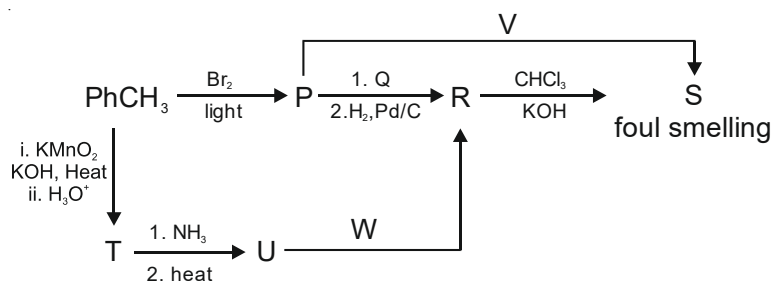 V
PhCH₃ Br₂ light P 1. Q 2.H₂,Pd/C R CHCl₃ KOH S
foul smelling
i. KMnO₂
KOH, Heat
ii. H₃O⁺
T 1. NH₃ 2. heat U W